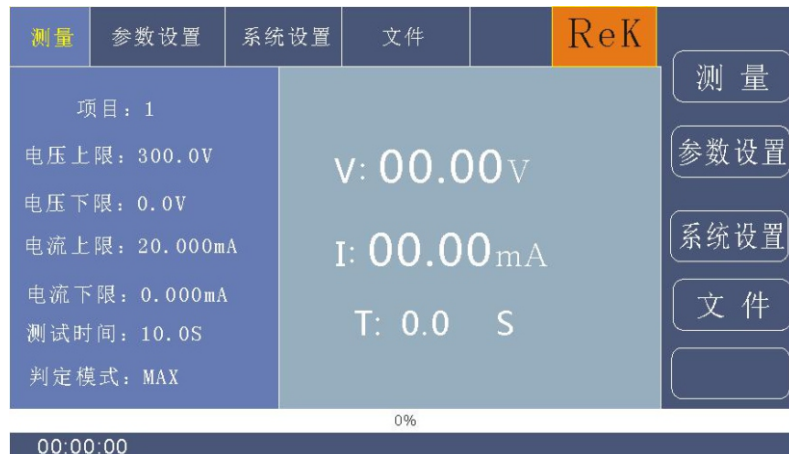 测量 参数设置 系统设置 文件 ReK
项目：1
电压上限：300.0V
电压下限：0.0V
电流上限：20.000mA
电流下限：0.000mA
测试时间：10.0S
判定模式：MAX
V: 00.00V
I: 00.00mA
T: 0.0 S
测 量
参数设置
系统设置
文 件
0%
00:00:00